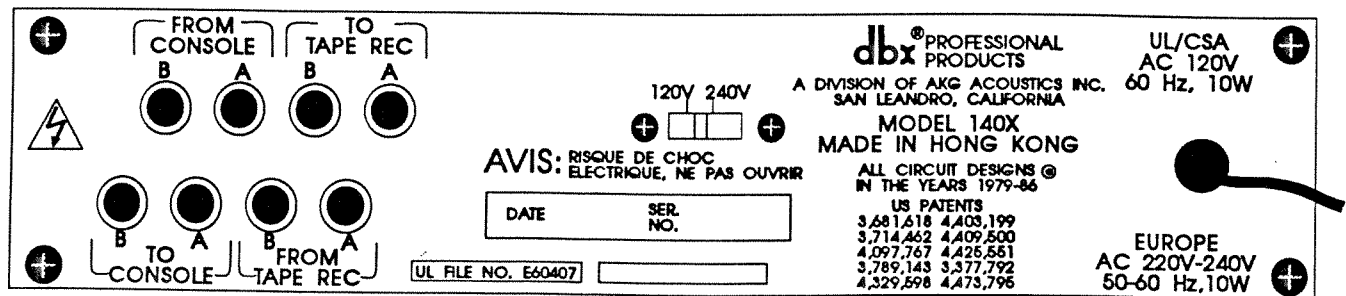 FROM CONSOLE
TO TAPE REC
B A B A
120V 240V
AVIS: RISQUE DE CHOC
ELECTRIQUE, NE PAS OUVRIR
DATE SER. NO.
B A B A
TO CONSOLE
FROM TAPE REC
UL FILE NO. E60407
dbx® PROFESSIONAL PRODUCTS
A DIVISION OF AKG ACOUSTICS INC.
SAN LEANDRO, CALIFORNIA
MODEL 140X
MADE IN HONG KONG
ALL CIRCUIT DESIGNS @
IN THE YEARS 1979-86
US PATENTS
3,681,618 4,403,199
3,714,462 4,409,500
4,097,767 4,425,551
3,789,143 3,377,792
4,329,598 4,473,795
UL/CSA
AC 120V
60 Hz, 10W
EUROPE
AC 220V-240V
50-60 Hz,10W